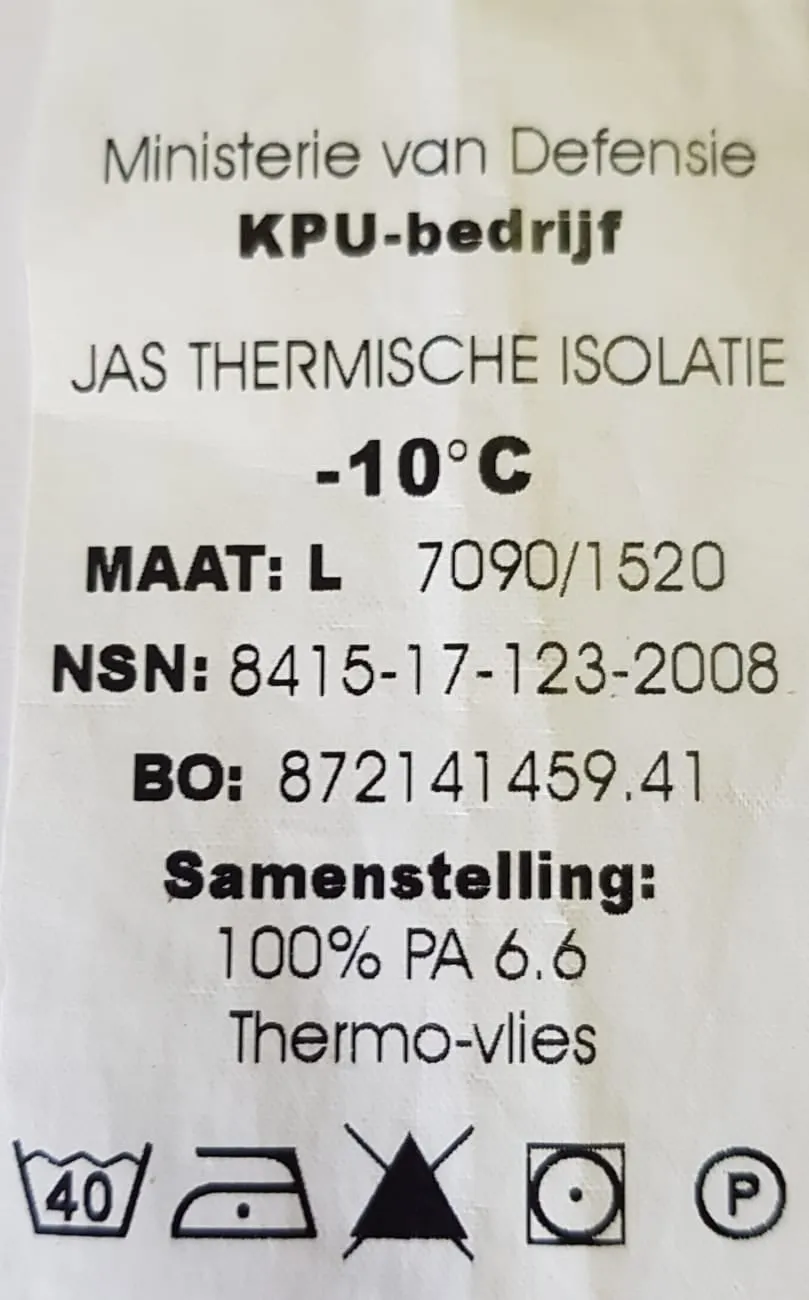 Ministerie van Defensie
KPU-bedrijf
JAS THERMISCHE ISOLATIE
-10°C
MAAT: L 7090/1520
NSN: 8415-17-123-2008
BO: 872141459.41
Samenstelling:
100% PA 6.6
Thermo-vlies
40 P